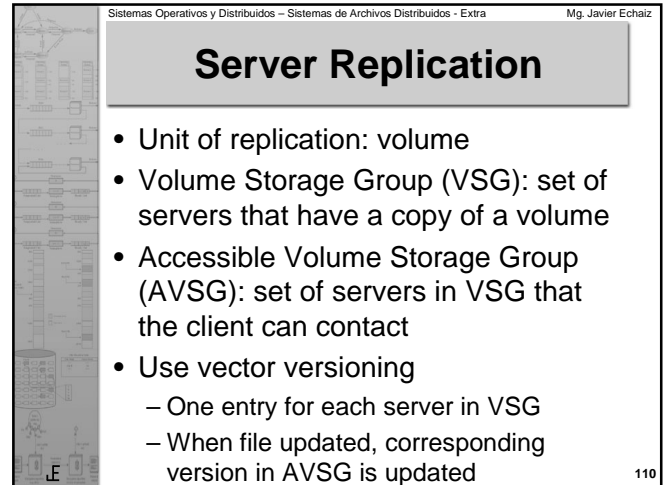 Sistemas Operativos y Distribuidos – Sistemas de Archivos Distribuidos - Extra Mg. Javier Echaiz
Server Replication
• Unit of replication: volume
• Volume Storage Group (VSG): set of
servers that have a copy of a volume
• Accessible Volume Storage Group
(AVSG): set of servers in VSG that
the client can contact
• Use vector versioning
– One entry for each server in VSG
– When file updated, corresponding
version in AVSG is updated
110